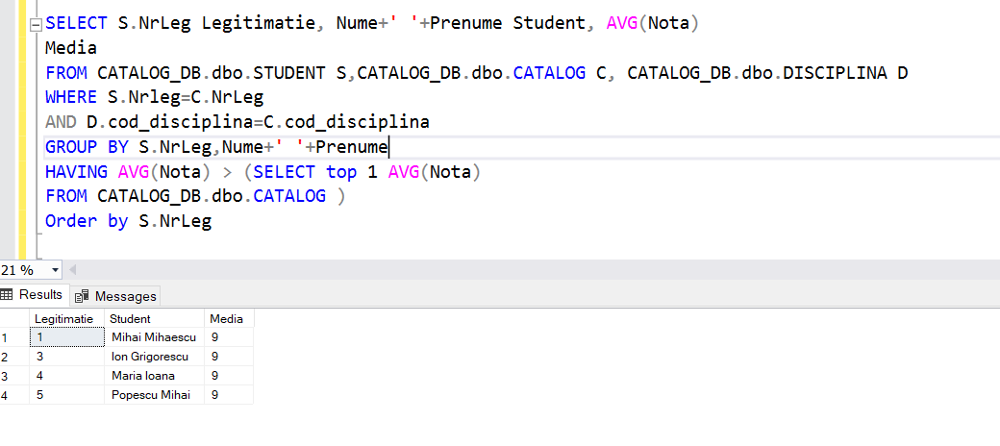 SELECT S.NrLeg Legitimatie, Nume+' '+Prenume Student, AVG(Nota)
Media
FROM CATALOG_DB.dbo.STUDENT S,CATALOG_DB.dbo.CATALOG C, CATALOG_DB.dbo.DISCIPLINA D
WHERE S.Nrleg=C.NrLeg
AND D.cod_disciplina=C.cod_disciplina
GROUP BY S.NrLeg,Nume+' '+Prenume
HAVING AVG(Nota) > (SELECT top 1 AVG(Nota)
FROM CATALOG_DB.dbo.CATALOG )
Order by S.NrLeg
21 %
Results Messages
Legitimatie Student Media
1 1 Mihai Mihaescu 9
2 3 Ion Grigorescu 9
3 4 Maria Ioana 9
4 5 Popescu Mihai 9